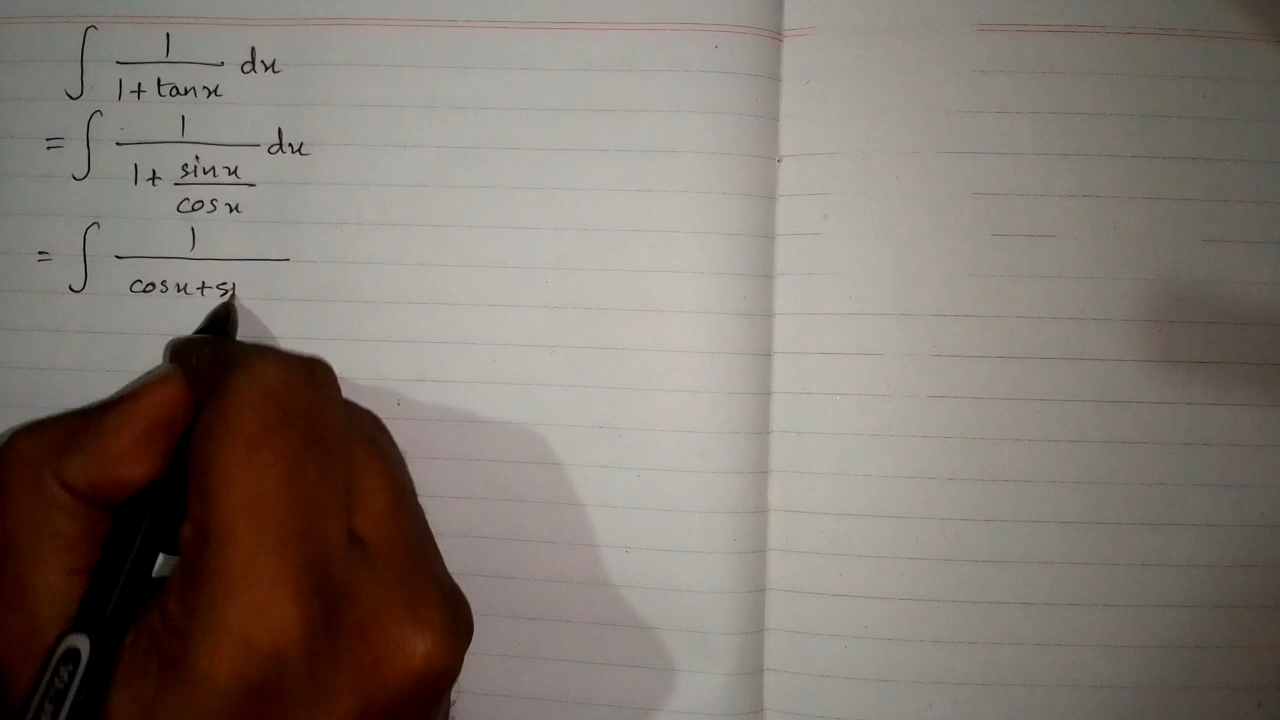 ∫ 1/(1+tanx) dx
= ∫ 1/(1+ sinx/cosx) dx
= ∫ 1/(cosx+s